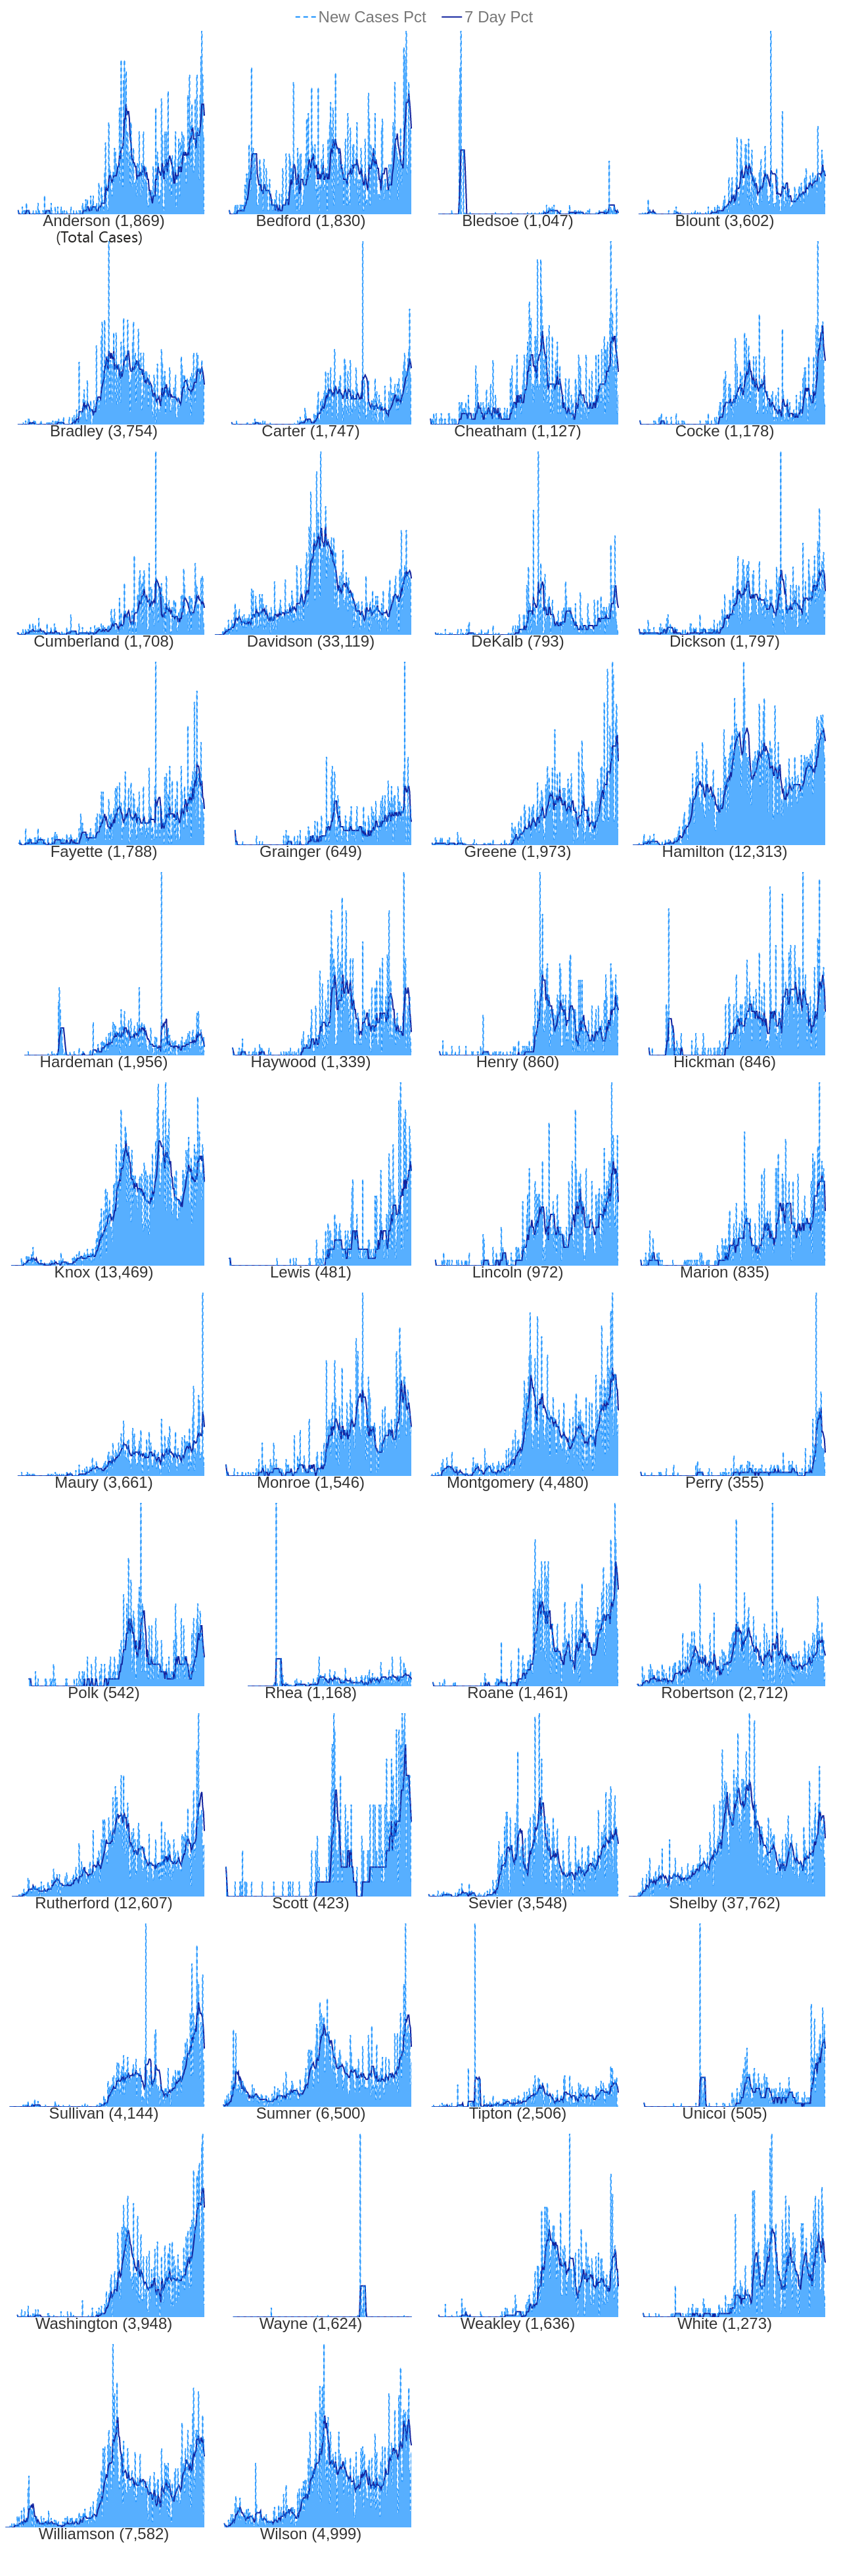 New Cases Pct 7 Day Pct
Anderson (1,869) Bedford (1,830) Bledsoe (1,047) Blount (3,602)
(Total Cases)
Bradley (3,754) Carter (1,747) Cheatham (1,127) Cocke (1,178)
Cumberland (1,708) Davidson (33,119) DeKalb (793) Dickson (1,797)
Fayette (1,788) Grainger (649) Greene (1,973) Hamilton (12,313)
Hardeman (1,956) Haywood (1,339) Henry (860) Hickman (846)
Knox (13,469) Lewis (481) Lincoln (972) Marion (835)
Maury (3,661) Monroe (1,546) Montgomery (4,480) Perry (355)
Polk (542) Rhea (1,168) Roane (1,461) Robertson (2,712)
Rutherford (12,607) Scott (423) Sevier (3,548) Shelby (37,762)
Sullivan (4,144) Sumner (6,500) Tipton (2,506) Unicoi (505)
Washington (3,948) Wayne (1,624) Weakley (1,636) White (1,273)
Williamson (7,582) Wilson (4,999)